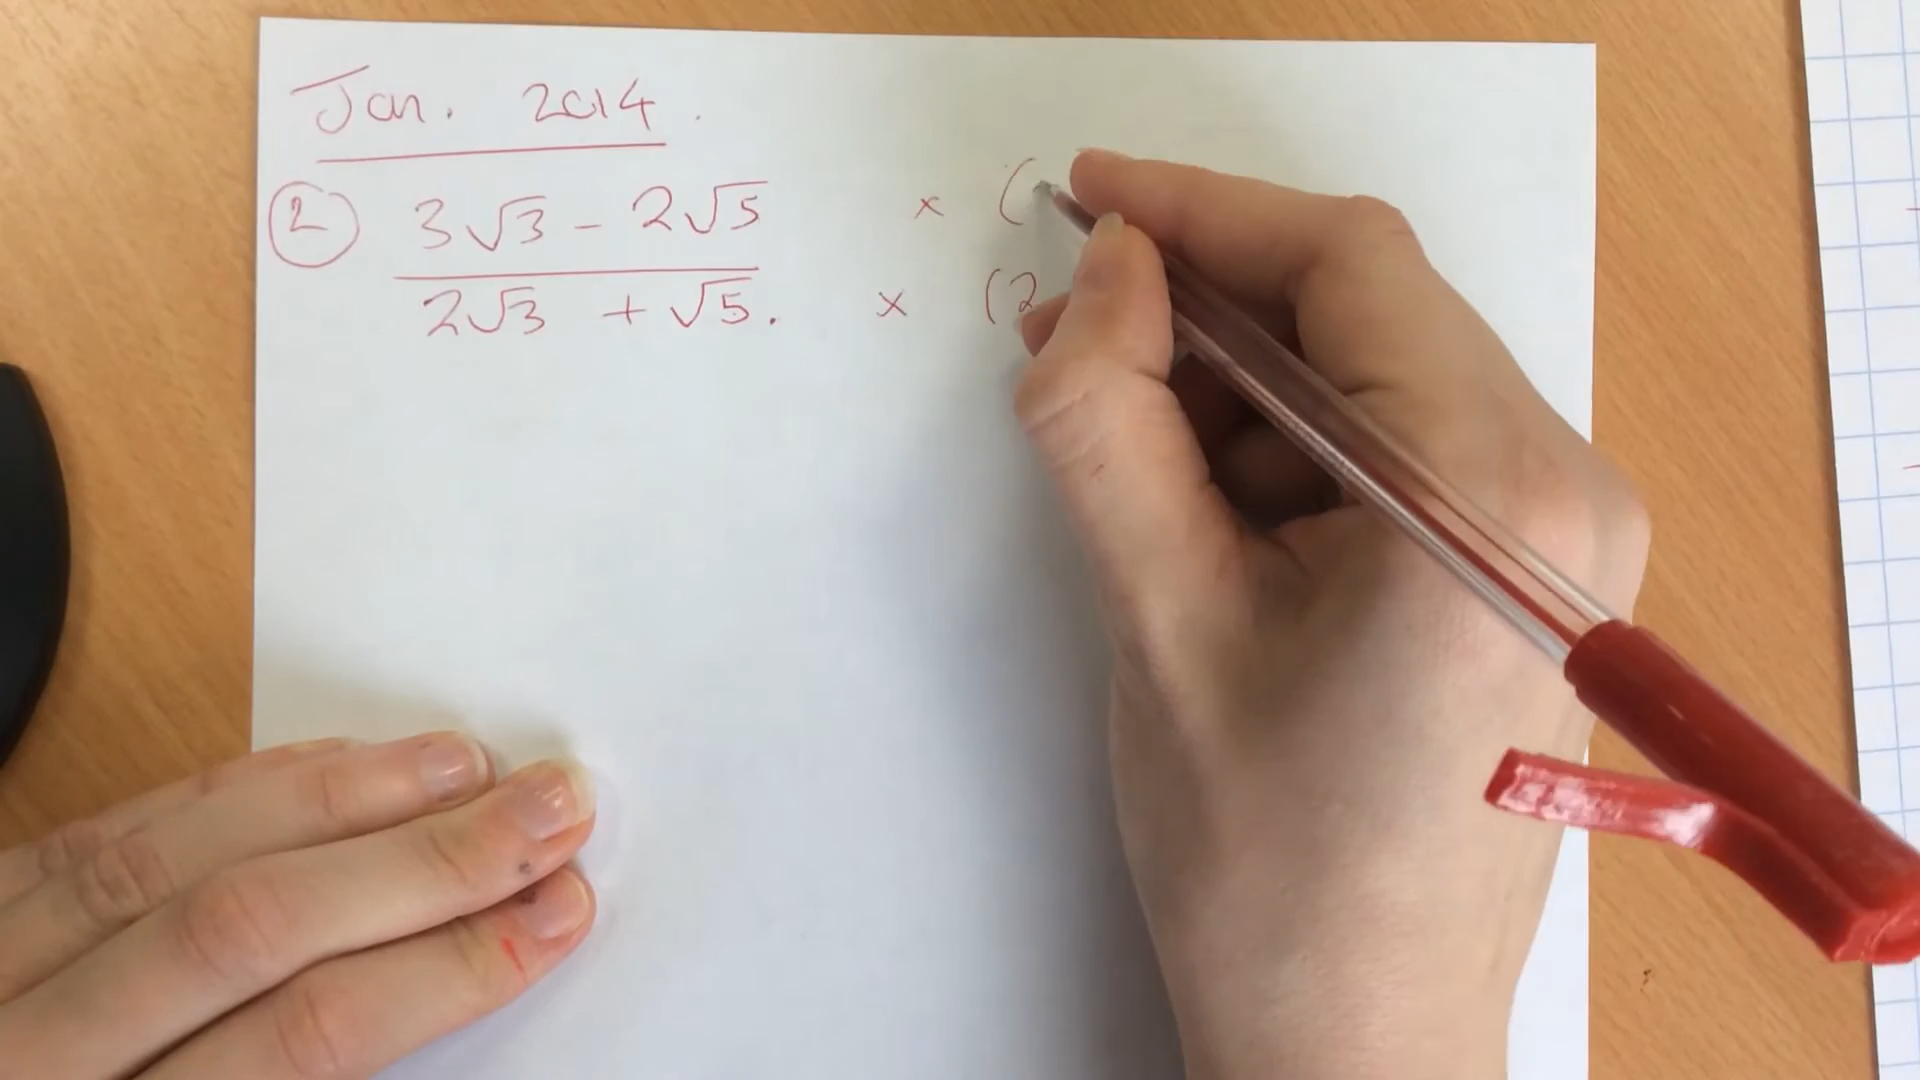 Jan. 2014.
2 3√3 - 2√5 × (
2√3 + √5. × (2